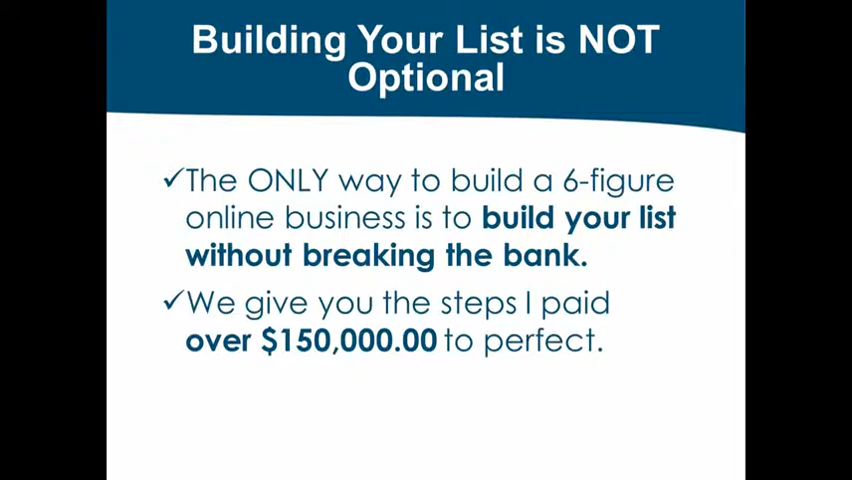 Building Your List is NOT
Optional
✓The ONLY way to build a 6-figure
online business is to build your list
without breaking the bank.
✓We give you the steps I paid
over $150,000.00 to perfect.